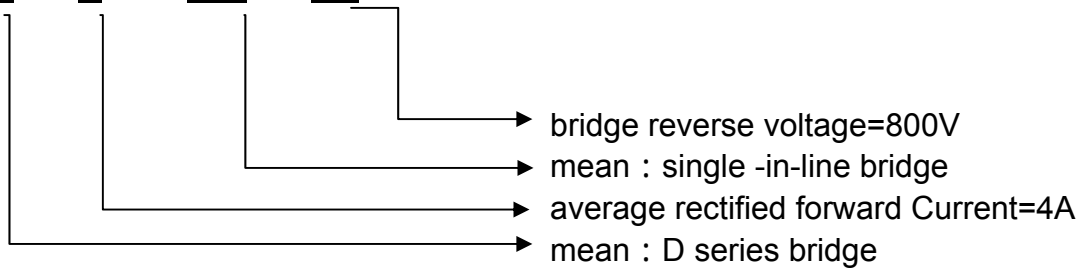 bridge reverse voltage=800V
mean：single -in-line bridge
average rectified forward Current=4A
mean：D series bridge